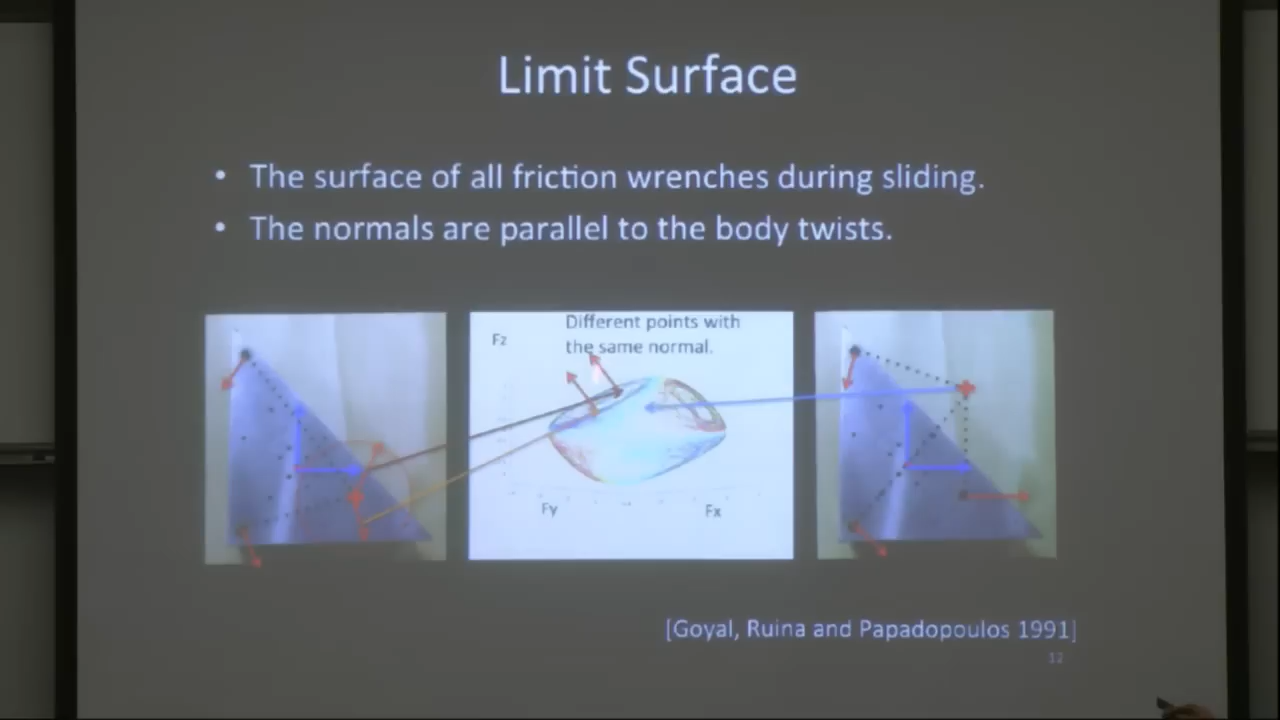 Limit Surface
• The surface of all friction wrenches during sliding.
• The normals are parallel to the body twists.
Different points with
the same normal.
Fz
Fy
Fx
[Goyal, Ruina and Papadopoulos 1991]
12